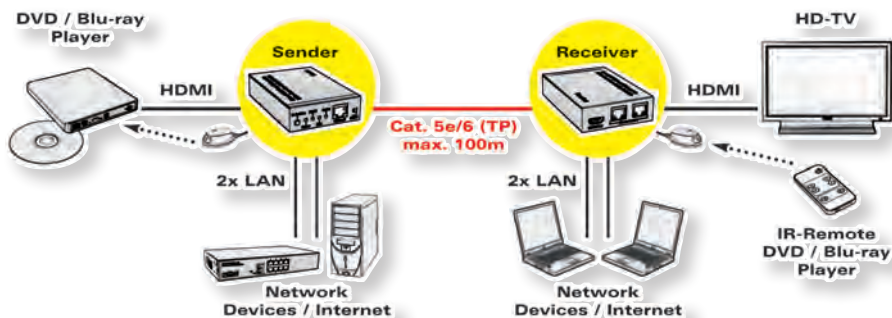 DVD / Blu-ray
Player
Sender
Receiver
HD-TV
HDMI
HDMI
Cat. 5e/6 (TP)
max. 100m
2x LAN
2x LAN
IR-Remote
DVD / Blu-ray
Player
Network
Devices / Internet
Network
Devices / Internet